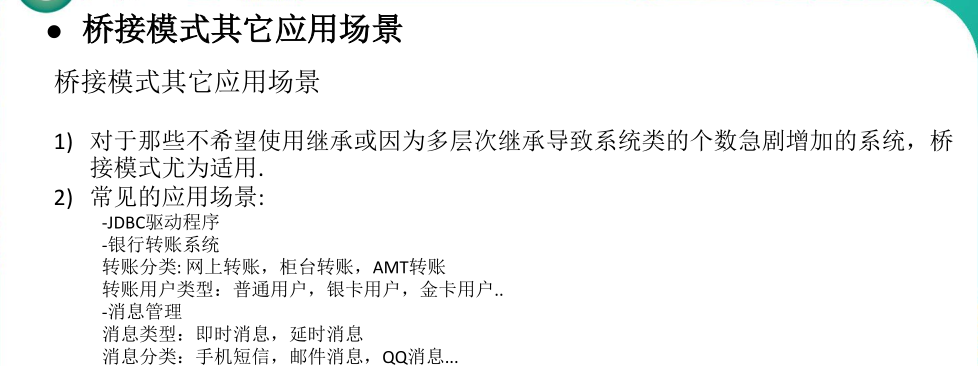 ● 桥接模式其它应用场景
桥接模式其它应用场景
1) 对于那些不希望使用继承或因为多层次继承导致系统类的个数急剧增加的系统，桥
接模式尤为适用.
2) 常见的应用场景:
-JDBC驱动程序
-银行转账系统
转账分类: 网上转账，柜台转账，AMT转账
转账用户类型：普通用户，银卡用户，金卡用户..
-消息管理
消息类型：即时消息，延时消息
消息分类：手机短信，邮件消息，QQ消息...